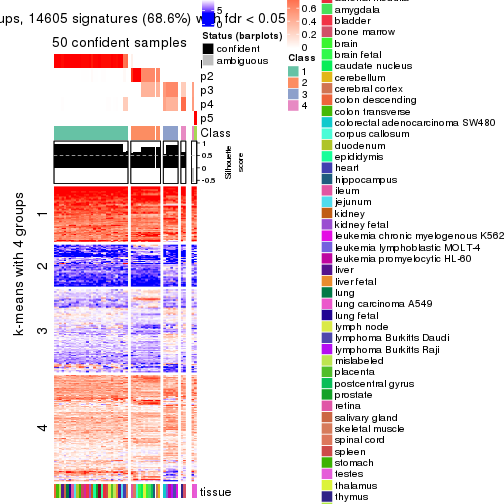 ups, 14605 signatures (68.6%) with fdr < 0.05
50 confident samples
p2
p3
p4
p5
Class
1
0.5
0
-0.5
Silhouette
score
k-means with 4 groups
1
2
3
4
tissue
5
0
Status (barplots)
confident
ambiguous
0.6
0.4
0.2
0
Class
1
2
3
4
amygdala
bladder
bone marrow
brain
brain fetal
caudate nucleus
cerebellum
cerebral cortex
colon descending
colon transverse
colorectal adenocarcinoma SW480
corpus callosum
duodenum
epididymis
heart
hippocampus
ileum
jejunum
kidney
kidney fetal
leukemia chronic myelogenous K562
leukemia lymphoblastic MOLT-4
leukemia promyelocytic HL-60
liver
liver fetal
lung
lung carcinoma A549
lung fetal
lymph node
lymphoma Burkitts Daudi
lymphoma Burkitts Raji
mislabeled
placenta
postcentral gyrus
prostate
retina
salivary gland
skeletal muscle
spinal cord
spleen
stomach
testes
thalamus
thymus